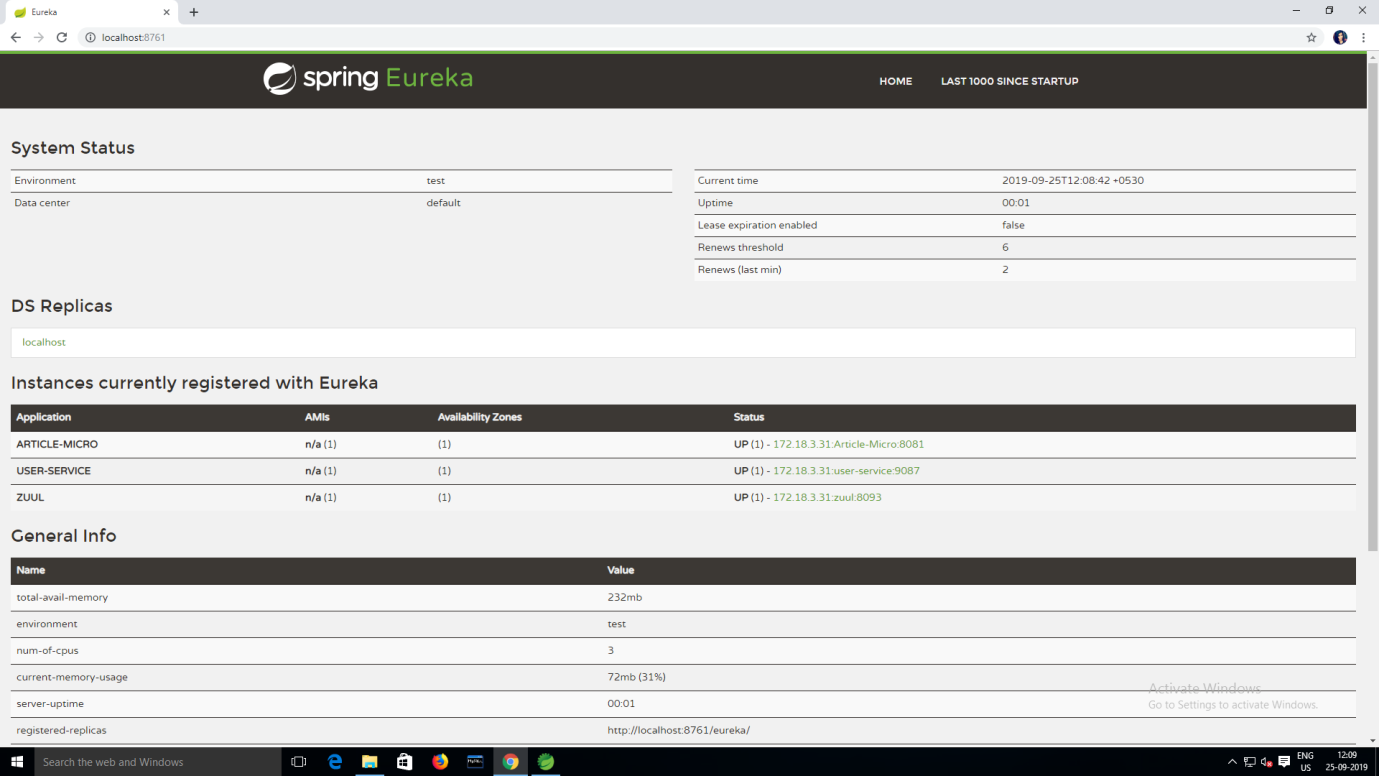 Eureka
localhost:8761
spring Eureka
HOME LAST 1000 SINCE STARTUP
System Status
Environment test
Data center default
Current time 2019-09-25T12:08:42 +0530
Uptime 00:01
Lease expiration enabled false
Renews threshold 6
Renews (last min) 2
DS Replicas
localhost
Instances currently registered with Eureka
Application AMIs Availability Zones Status
ARTICLE-MICRO n/a (1) (1) UP (1) - 172.18.3.31:Article-Micro:8081
USER-SERVICE n/a (1) (1) UP (1) - 172.18.3.31:user-service:9087
ZUUL n/a (1) (1) UP (1) - 172.18.3.31:zuul:8093
General Info
Name Value
total-avail-memory 232mb
environment test
num-of-cpus 3
current-memory-usage 72mb (31%)
server-uptime 00:01
registered-replicas http://localhost:8761/eureka/
Activate Windows
Go to Settings to activate Windows.
Search the web and Windows
ENG
US
12:09
25-09-2019